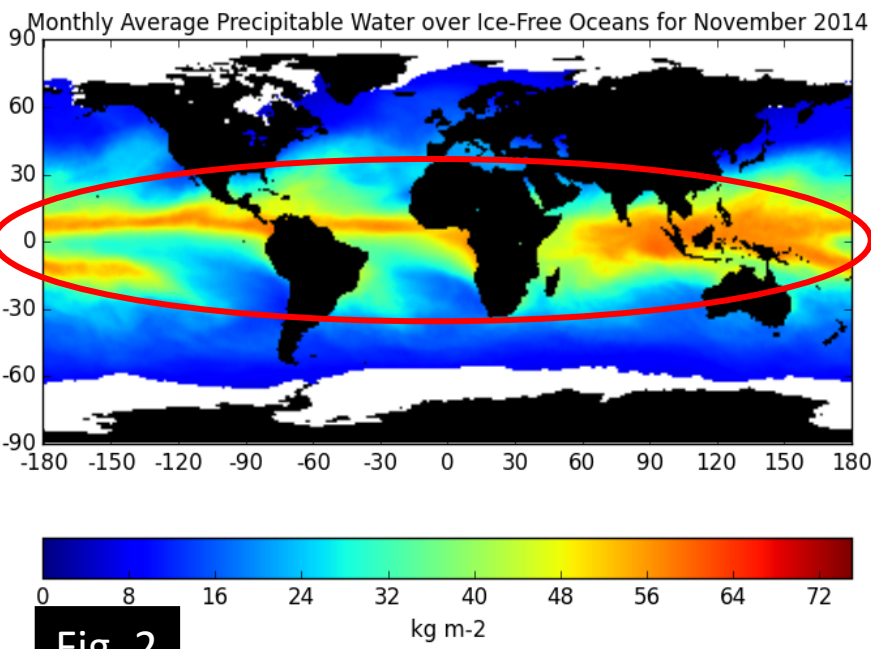 Monthly Average Precipitable Water over Ice-Free Oceans for November 2014
90
60
30
0
-30
-60
-90
-180 -150 -120 -90 -60 -30 0 30 60 90 120 150 180
0 8 16 24 32 40 48 56 64 72
kg m-2
Fig. 2